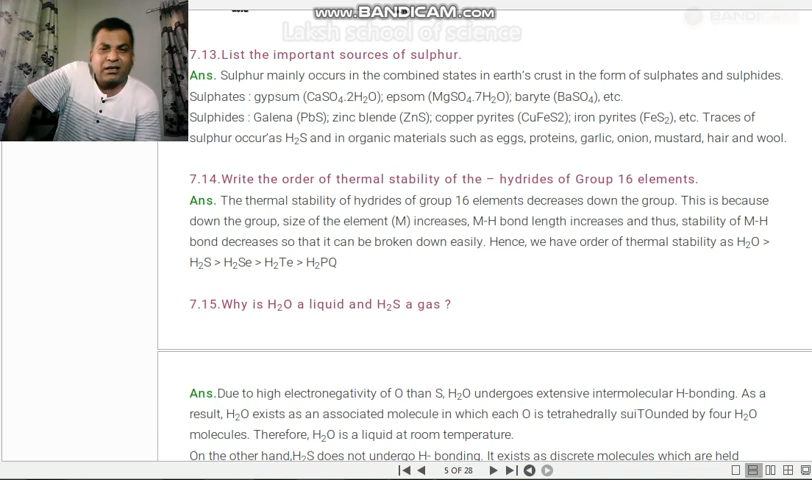 www.BANDICAM.com
Laksh school of science
BANDICAM
7.13.List the important sources of sulphur.
Ans. Sulphur mainly occurs in the combined states in earth's crust in the form of sulphates and sulphides.
Sulphates : gypsum (CaSO4.2H2O); epsom (MgSO4.7H2O); baryte (BaSO4), etc.
Sulphides : Galena (PbS); zinc blende (ZnS); copper pyrites (CuFeS2); iron pyrites (FeS2), etc. Traces of
sulphur occur'as H2S and in organic materials such as eggs, proteins, garlic, onion, mustard, hair and wool.
7.14.Write the order of thermal stability of the – hydrides of Group 16 elements.
Ans. The thermal stability of hydrides of group 16 elements decreases down the group. This is because
down the group, size of the element (M) increases, M-H bond length increases and thus, stability of M-H
bond decreases so that it can be broken down easily. Hence, we have order of thermal stability as H2O >
H2S > H2Se > H2Te > H2PQ
7.15.Why is H2O a liquid and H2S a gas ?
Ans.Due to high electronegativity of O than S, H2O undergoes extensive intermolecular H-bonding. As a
result, H2O exists as an associated molecule in which each O is tetrahedrally suiTOunded by four H2O
molecules. Therefore, H2O is a liquid at room temperature.
On the other hand,H2S does not undergo H- bonding. It exists as discrete molecules which are held
5 OF 28